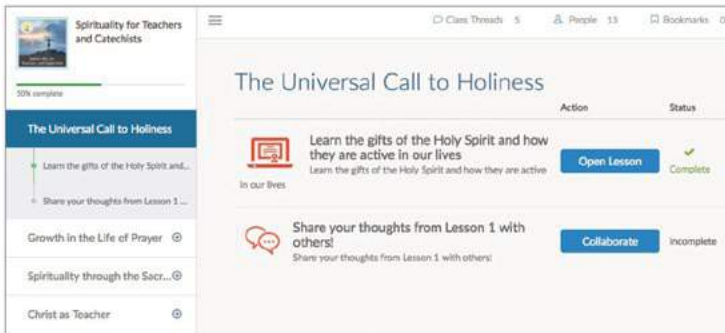 Spirituality for Teachers
and Catechists
50% complete
The Universal Call to Holiness
Learn the gifts of the Holy Spirit and...
Share your thoughts from Lesson 1 ...
Growth in the Life of Prayer
Spirituality through the Sacr...
Christ as Teacher
Class Threads 5
People 13
Bookmarks 0
The Universal Call to Holiness
Action
Status
Learn the gifts of the Holy Spirit and how
they are active in our lives
Learn the gifts of the Holy Spirit and how they are active
in our lives
Open Lesson
Complete
Share your thoughts from Lesson 1 with
others!
Share your thoughts from Lesson 1 with others!
Collaborate
Incomplete